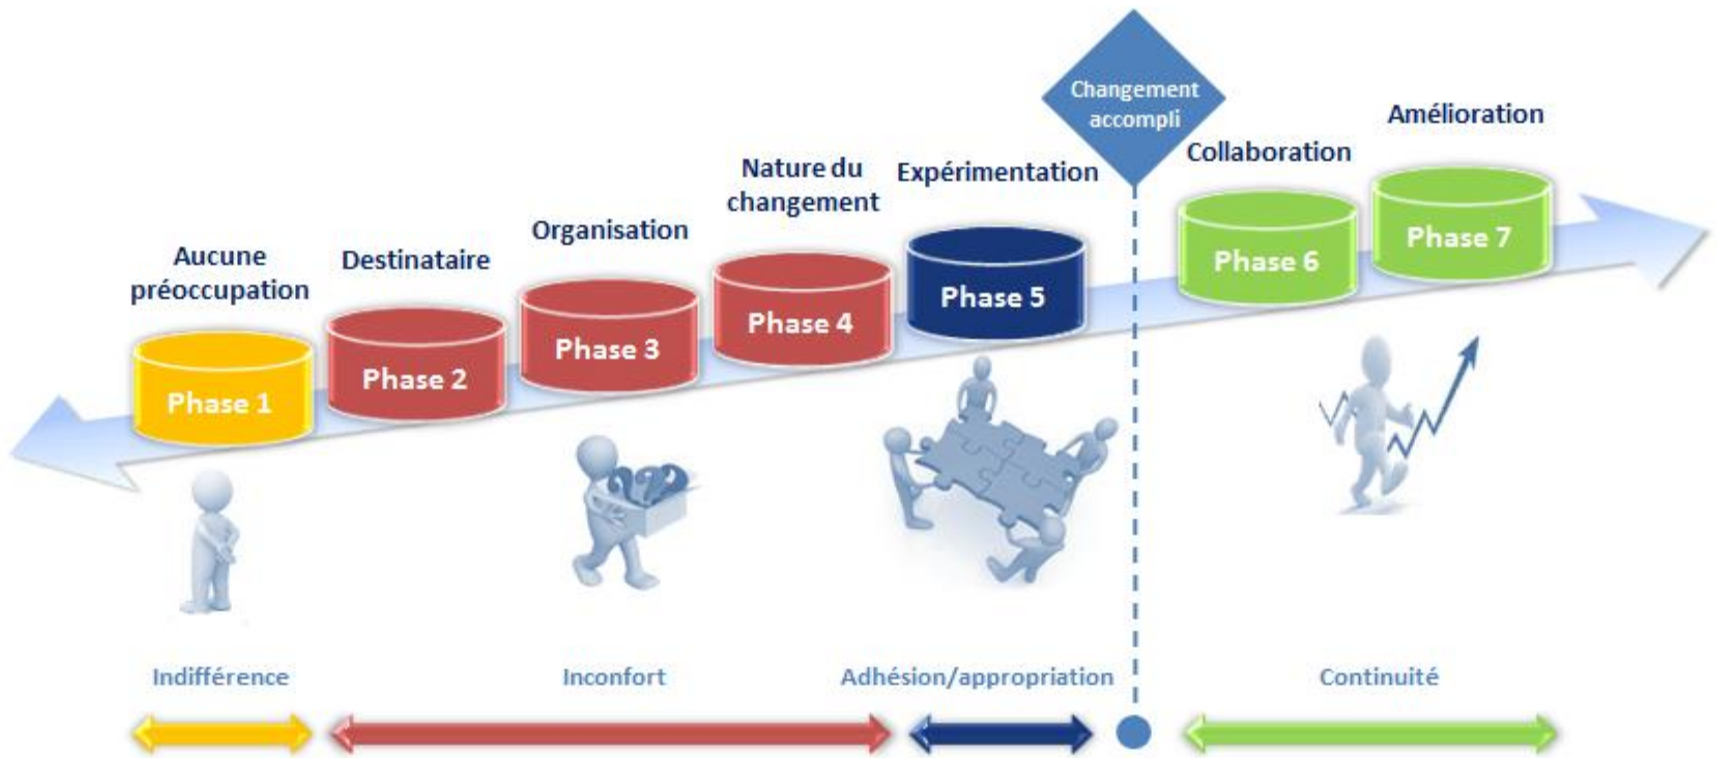 Changement
accompli
Aucune
préoccupation
Phase 1
Destinataire
Phase 2
Organisation
Phase 3
Nature du
changement
Phase 4
Expérimentation
Phase 5
Collaboration
Phase 6
Amélioration
Phase 7
???
Indifférence
Inconfort
Adhésion/appropriation
Continuité